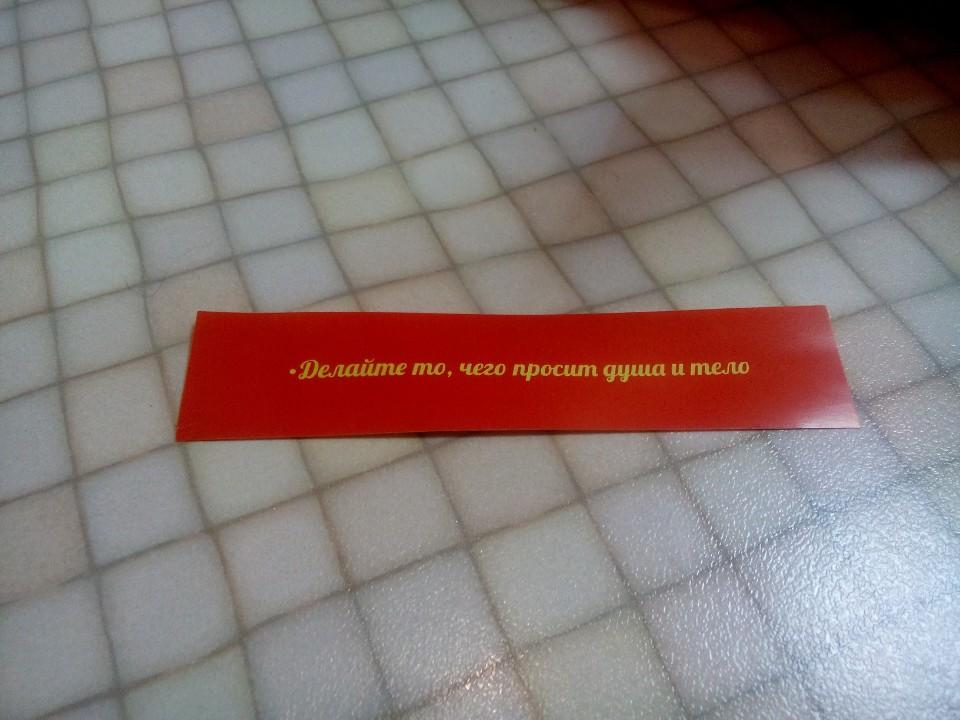 •Делайте то, чего просит душа и тело